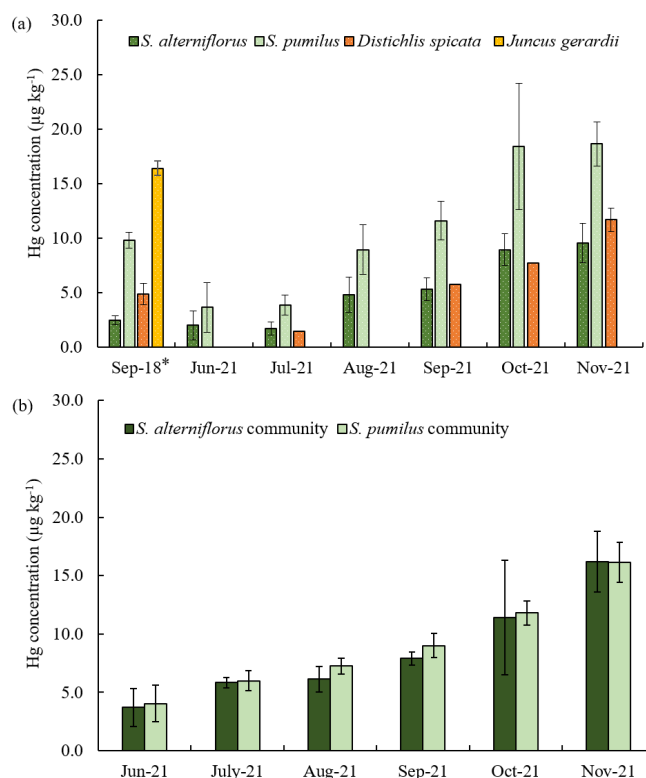 (a)
S. alterniflorus S. pumilus Distichlis spicata Juncus gerardii
30.0
25.0
20.0
15.0
10.0
5.0
0.0
Hg concentration (µg kg⁻¹)
Sep-18* Jun-21 Jul-21 Aug-21 Sep-21 Oct-21 Nov-21
(b)
S. alterniflorus community S. pumilus community
30.0
25.0
20.0
15.0
10.0
5.0
0.0
Hg concentration (µg kg⁻¹)
Jun-21 July-21 Aug-21 Sep-21 Oct-21 Nov-21